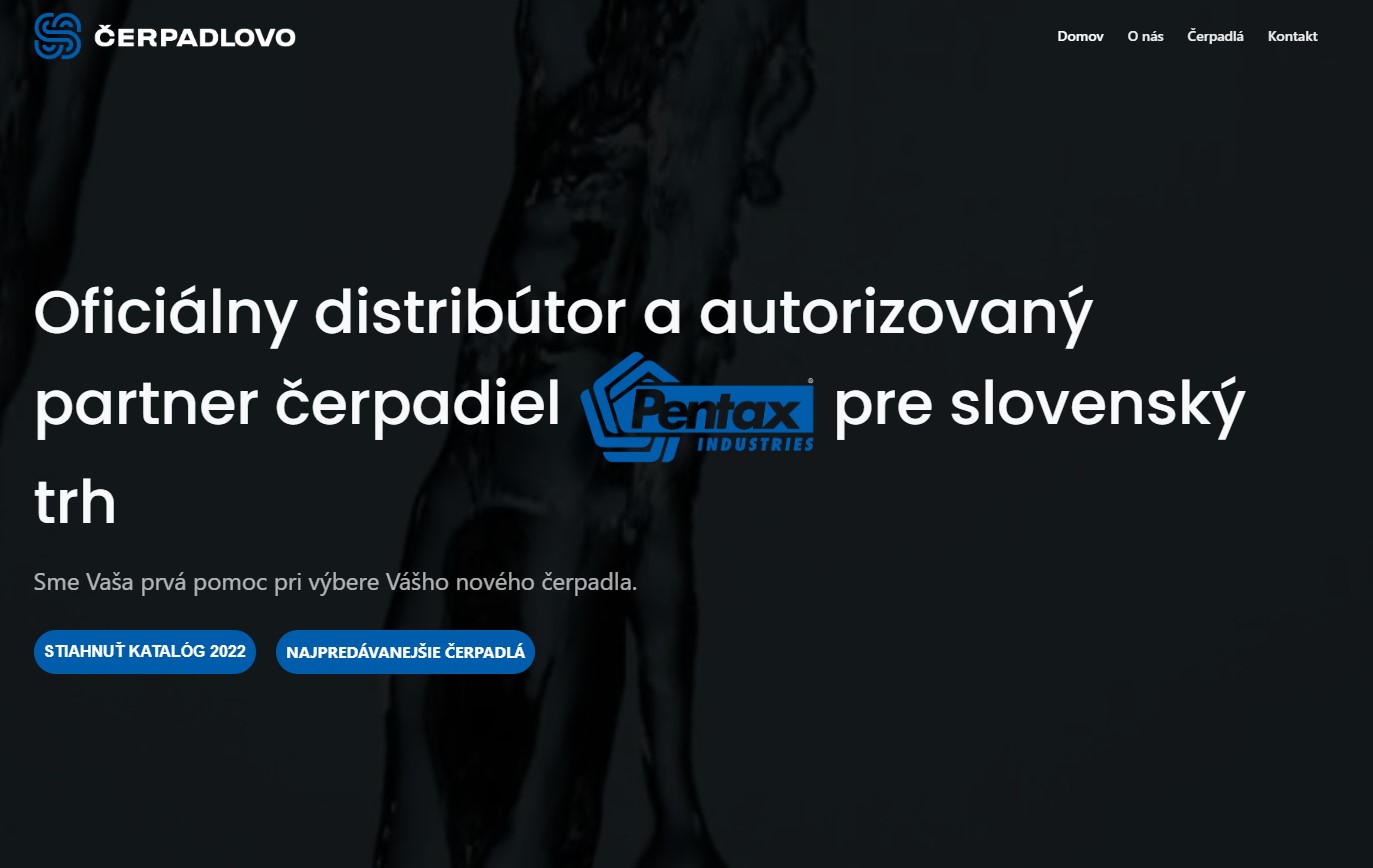 ČERPADLOVO
Domov O nás Čerpadlá Kontakt
Oficiálny distribútor a autorizovaný
partner čerpadiel Pentax® INDUSTRIES pre slovenský
trh
Sme Vaša prvá pomoc pri výbere Vášho nového čerpadla.
STIAHNUŤ KATALÓG 2022 NAJPREDÁVANEJŠIE ČERPADLÁ